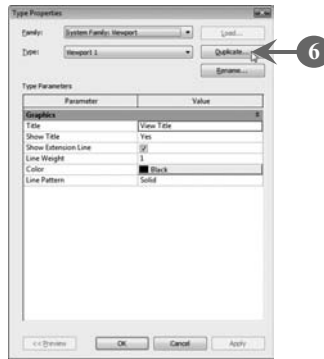 Type Properties
Family: System Family: Viewport Load...
Type: Viewport 1 Duplicate...
6
Rename...
Type Parameters
Parameter Value
Graphics
Title View Title
Show Title Yes
Show Extension Line
Line Weight 1
Color Black
Line Pattern Solid
<< Preview OK Cancel Apply